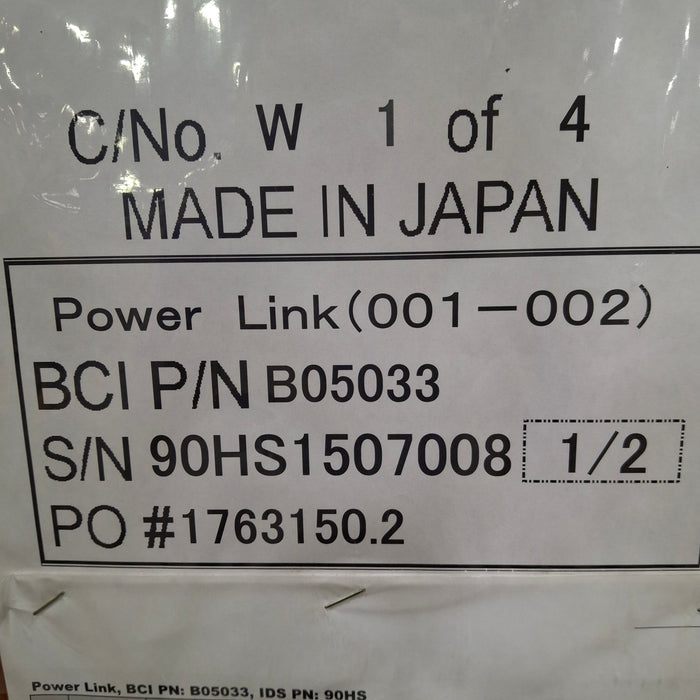 C/No. W 1 of 4
MADE IN JAPAN
Power Link(001－002)
BCI P/N B05033
S/N 90HS1507008 1/2
PO #1763150.2
Power Link, BCI PN: B05033, IDS PN: 90HS